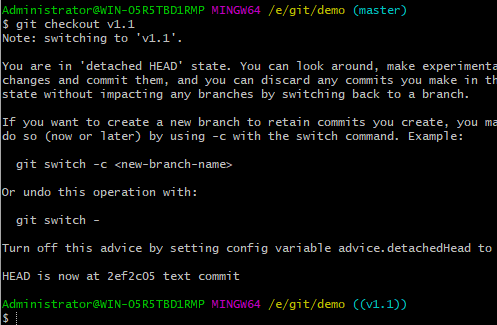 Administrator@WIN-O5R5TBD1RMP MINGW64 /e/git/demo (master)
$ git checkout v1.1
Note: switching to 'v1.1'.
You are in 'detached HEAD' state. You can look around, make experimenta
changes and commit them, and you can discard any commits you make in th
state without impacting any branches by switching back to a branch.
If you want to create a new branch to retain commits you create, you ma
do so (now or later) by using -c with the switch command. Example:
git switch -c <new-branch-name>
Or undo this operation with:
git switch -
Turn off this advice by setting config variable advice.detachedHead to
HEAD is now at 2ef2c05 text commit
Administrator@WIN-O5R5TBD1RMP MINGW64 /e/git/demo ((v1.1))
$